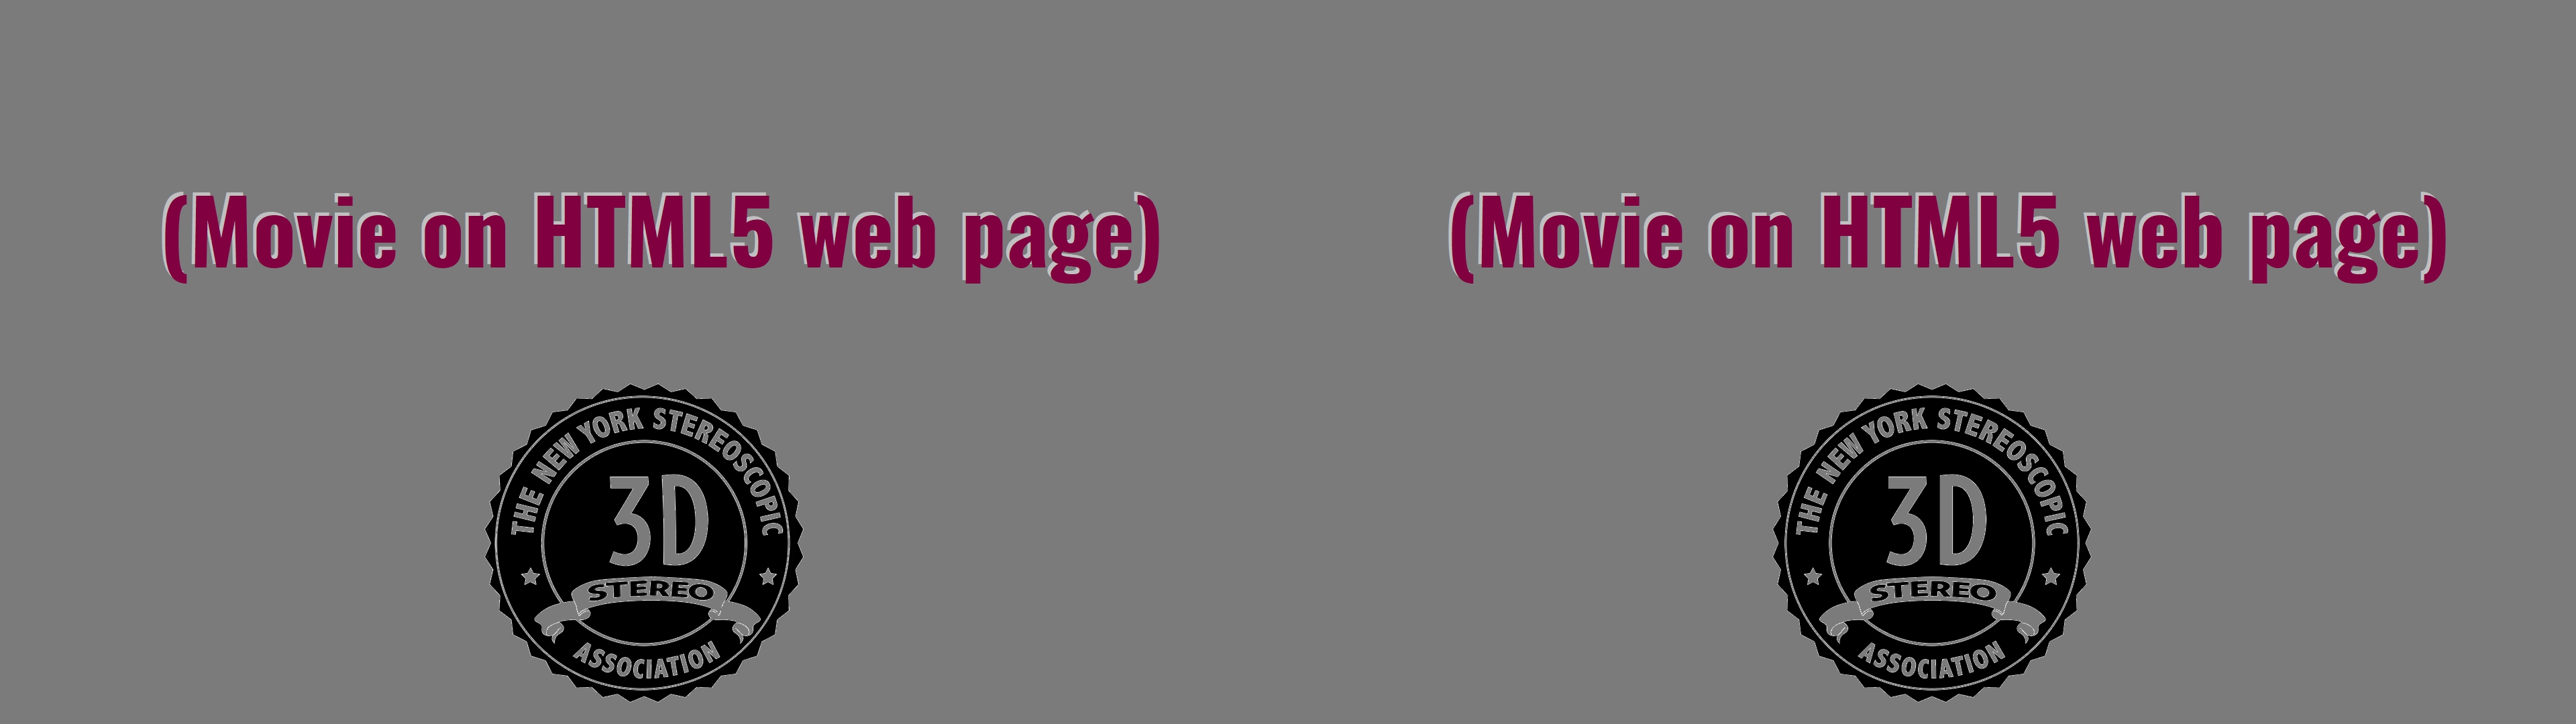 (Movie on HTML5 web page)
(Movie on HTML5 web page)
THE NEW YORK STEREOSCOPIC
3D
STEREO
ASSOCIATION
THE NEW YORK STEREOSCOPIC
3D
STEREO
ASSOCIATION